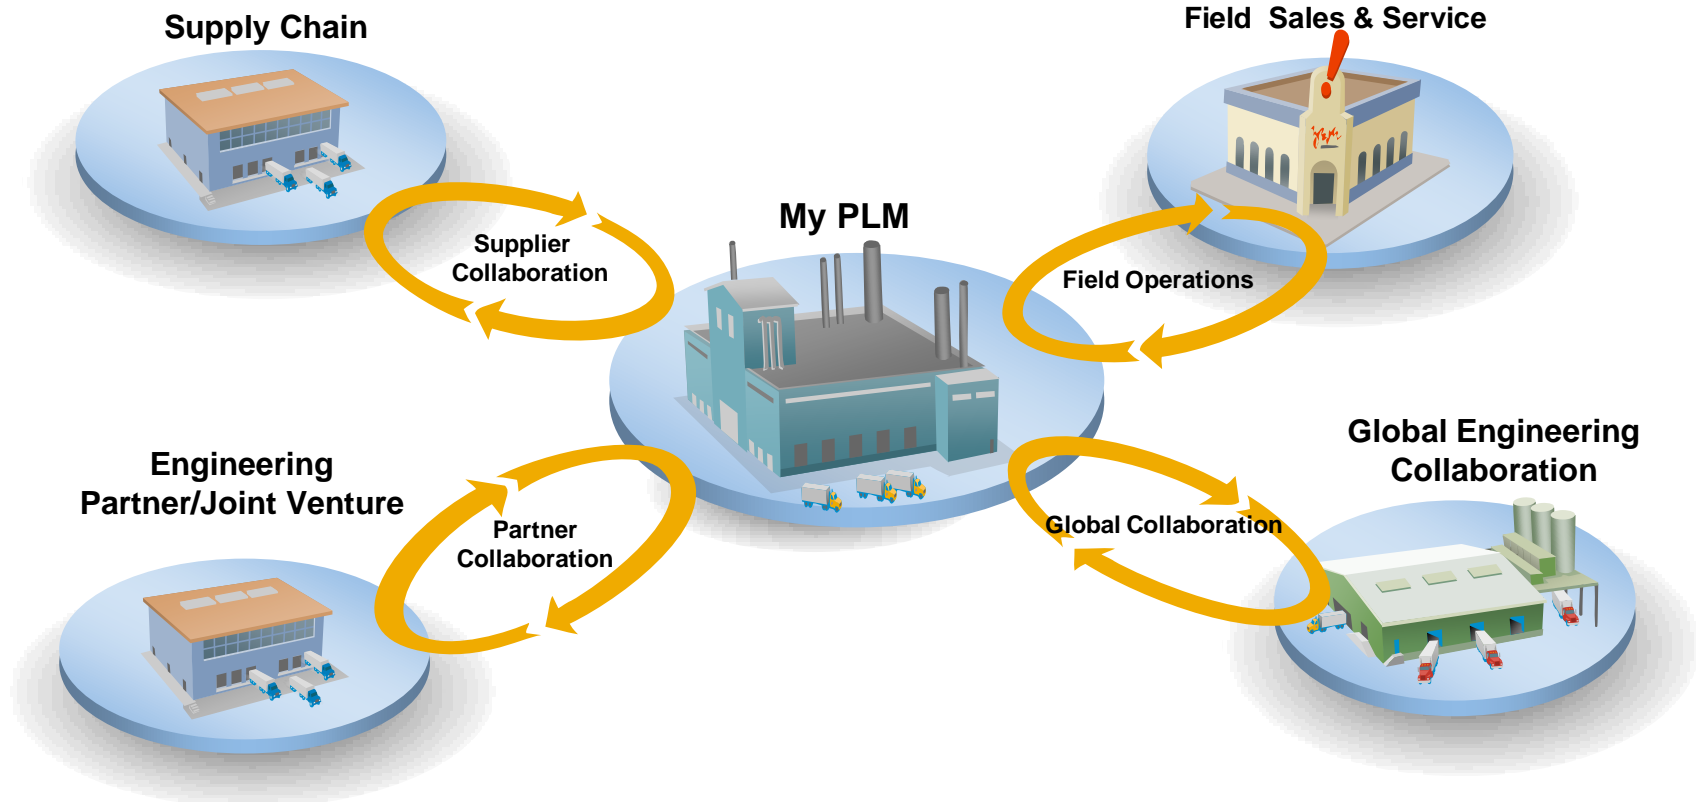 Supply Chain
Field Sales & Service
My PLM
Supplier
Collaboration
Field Operations
Engineering
Partner/Joint Venture
Global Engineering
Collaboration
Partner
Collaboration
Global Collaboration